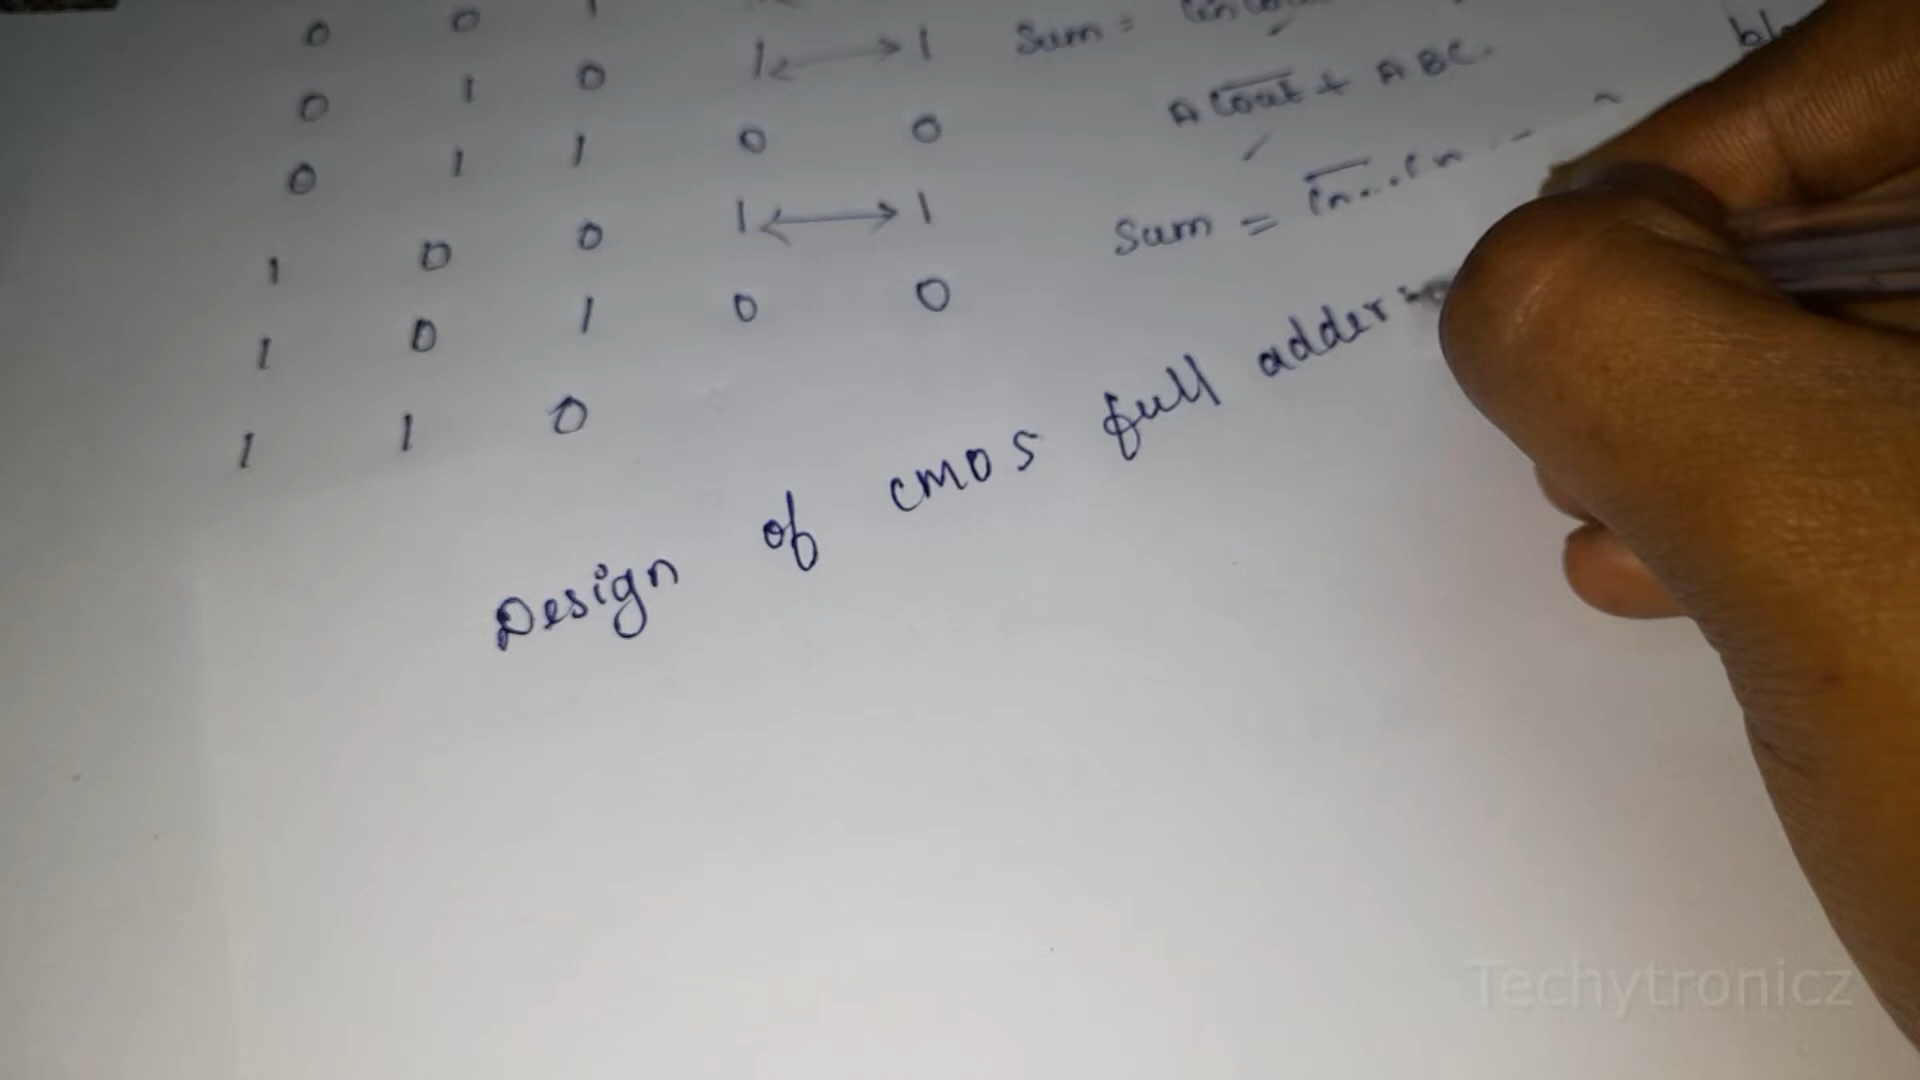 0 0 1
0 1 0 1 ↔ 1
0 1 1 0 0
1 0 0 1 ↔ 1
1 0 1 0 0
1 1 0
Sum =
A C̅o̅u̅t̅ + ABC.
Sum =
Design of CMOS full adder :-
Techytronicz